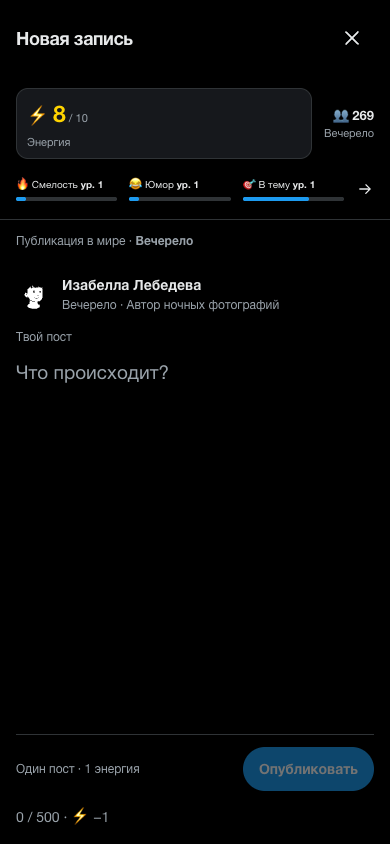 Новая запись
⚡ 8 / 10
Энергия
👥 269
Вечерело
🔥 Смелость ур. 1
😂 Юмор ур. 1
🎯 В тему ур. 1
→
Публикация в мире · Вечерело
Изабелла Лебедева
Вечерело · Автор ночных фотографий
Твой пост
Что происходит?
Один пост · 1 энергия
Опубликовать
0 / 500 · ⚡ −1